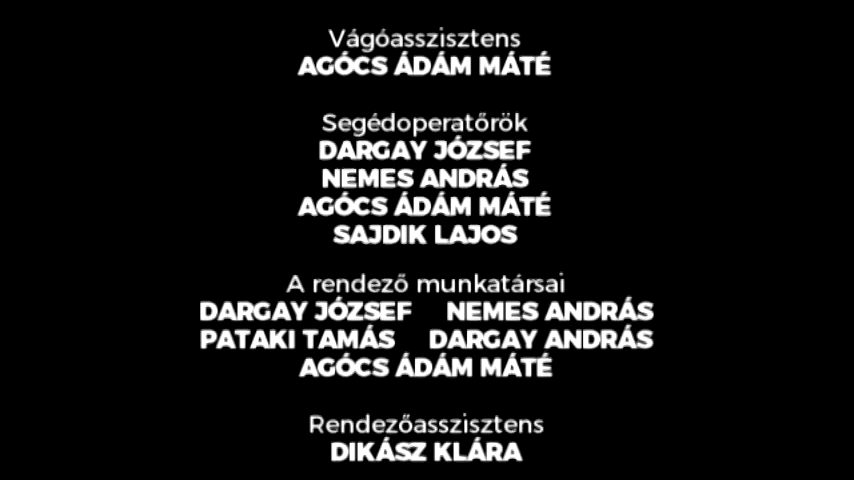 Vágóasszisztens
AGÓCS ÁDÁM MÁTÉ
Segédoperatőrök
DARGAY JÓZSEF
NEMES ANDRÁS
AGÓCS ÁDÁM MÁTÉ
SAJDIK LAJOS
A rendező munkatársai
DARGAY JÓZSEF NEMES ANDRÁS
PATAKI TAMÁS DARGAY ANDRÁS
AGÓCS ÁDÁM MÁTÉ
Rendezőasszisztens
DIKÁSZ KLÁRA